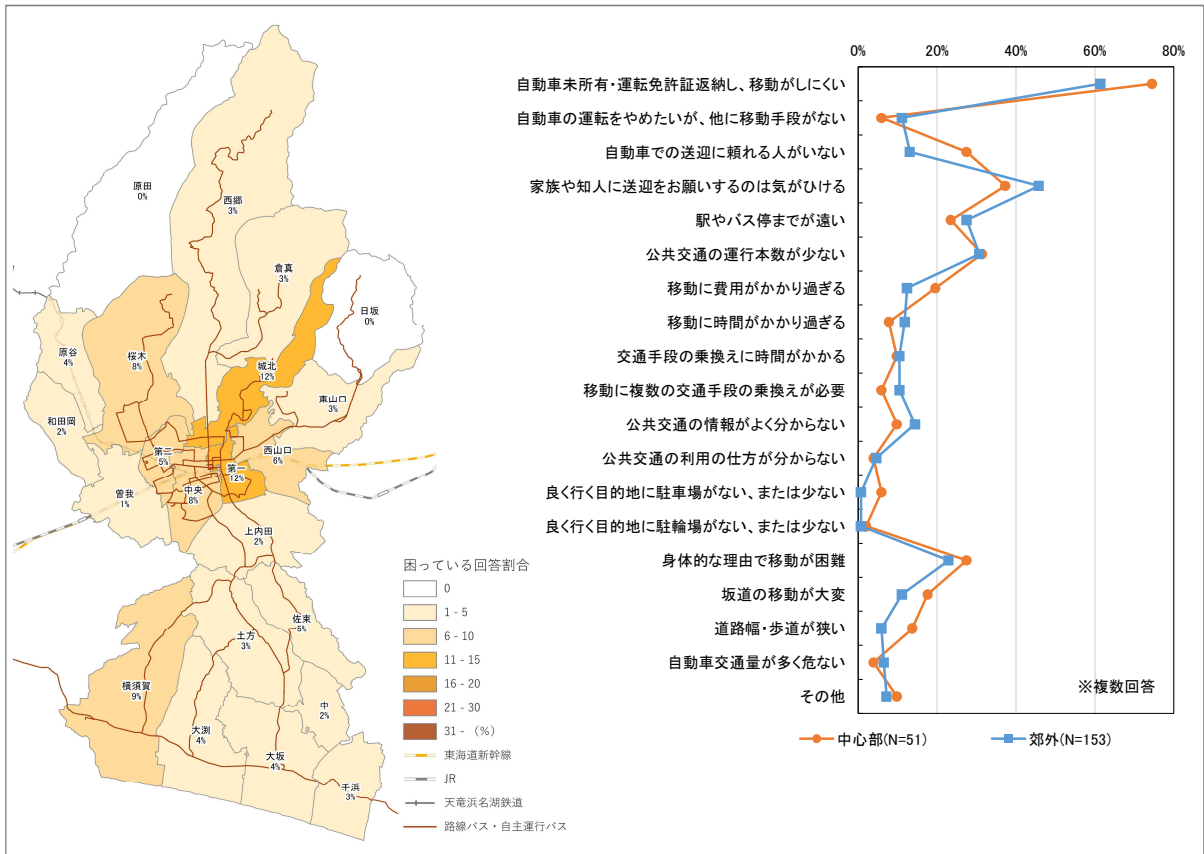 原田
0%
西郷
3%
倉真
3%
日坂
0%
原谷
4%
桜木
8%
城北
12%
東山口
3%
和田岡
2%
第二
5%
西山口
6%
第一
12%
曽我
1%
中央
8%
上内田
2%
佐束
5%
土方
3%
横須賀
9%
中
2%
大渕
4%
大坂
4%
千浜
3%
困っている回答割合
0
1 - 5
6 - 10
11 - 15
16 - 20
21 - 30
31 - （%）
東海道新幹線
JR
天竜浜名湖鉄道
路線バス・自主運行バス
0% 20% 40% 60% 80%
自動車未所有・運転免許証返納し、移動がしにくい
自動車の運転をやめたいが、他に移動手段がない
自動車での送迎に頼れる人がいない
家族や知人に送迎をお願いするのは気がひける
駅やバス停までが遠い
公共交通の運行本数が少ない
移動に費用がかかり過ぎる
移動に時間がかかり過ぎる
交通手段の乗換えに時間がかかる
移動に複数の交通手段の乗換えが必要
公共交通の情報がよく分からない
公共交通の利用の仕方が分からない
良く行く目的地に駐車場がない、または少ない
良く行く目的地に駐輪場がない、または少ない
身体的な理由で移動が困難
坂道の移動が大変
道路幅・歩道が狭い
自動車交通量が多く危ない
その他
※複数回答
中心部(N=51) 郊外(N=153)